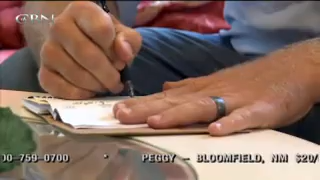 CBN
00-759-0700 • PEGGY - BLOOMFIELD, NM $20/